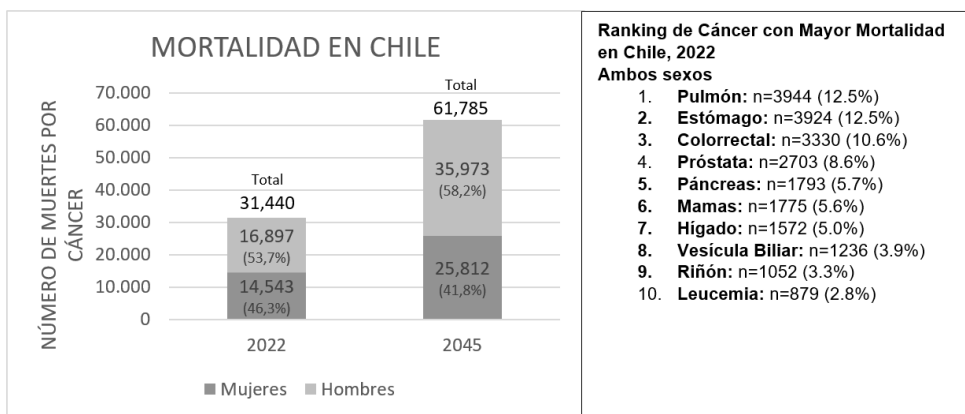 MORTALIDAD EN CHILE
NÚMERO DE MUERTES POR
CÁNCER
70.000
60.000
50.000
40.000
30.000
20.000
10.000
0
Total
31,440
16,897
(53,7%)
14,543
(46,3%)
Total
61,785
35,973
(58,2%)
25,812
(41,8%)
2022
2045
Mujeres
Hombres
Ranking de Cáncer con Mayor Mortalidad
en Chile, 2022
Ambos sexos
1. Pulmón: n=3944 (12.5%)
2. Estómago: n=3924 (12.5%)
3. Colorrectal: n=3330 (10.6%)
4. Próstata: n=2703 (8.6%)
5. Páncreas: n=1793 (5.7%)
6. Mamas: n=1775 (5.6%)
7. Hígado: n=1572 (5.0%)
8. Vesícula Biliar: n=1236 (3.9%)
9. Riñón: n=1052 (3.3%)
10. Leucemia: n=879 (2.8%)